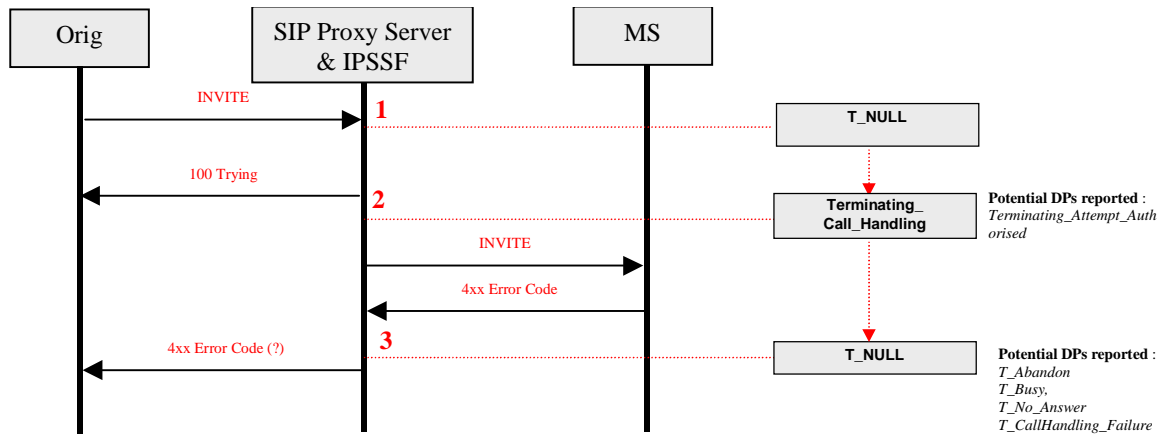 Orig
SIP Proxy Server
& IPSSF
MS
INVITE
1
T_NULL
100 Trying
2
Terminating_
Call_Handling
Potential DPs reported :
Terminating_Attempt_Auth
orised
INVITE
4xx Error Code
3
4xx Error Code (?)
T_NULL
Potential DPs reported :
T_Abandon
T_Busy,
T_No_Answer
T_CallHandling_Failure